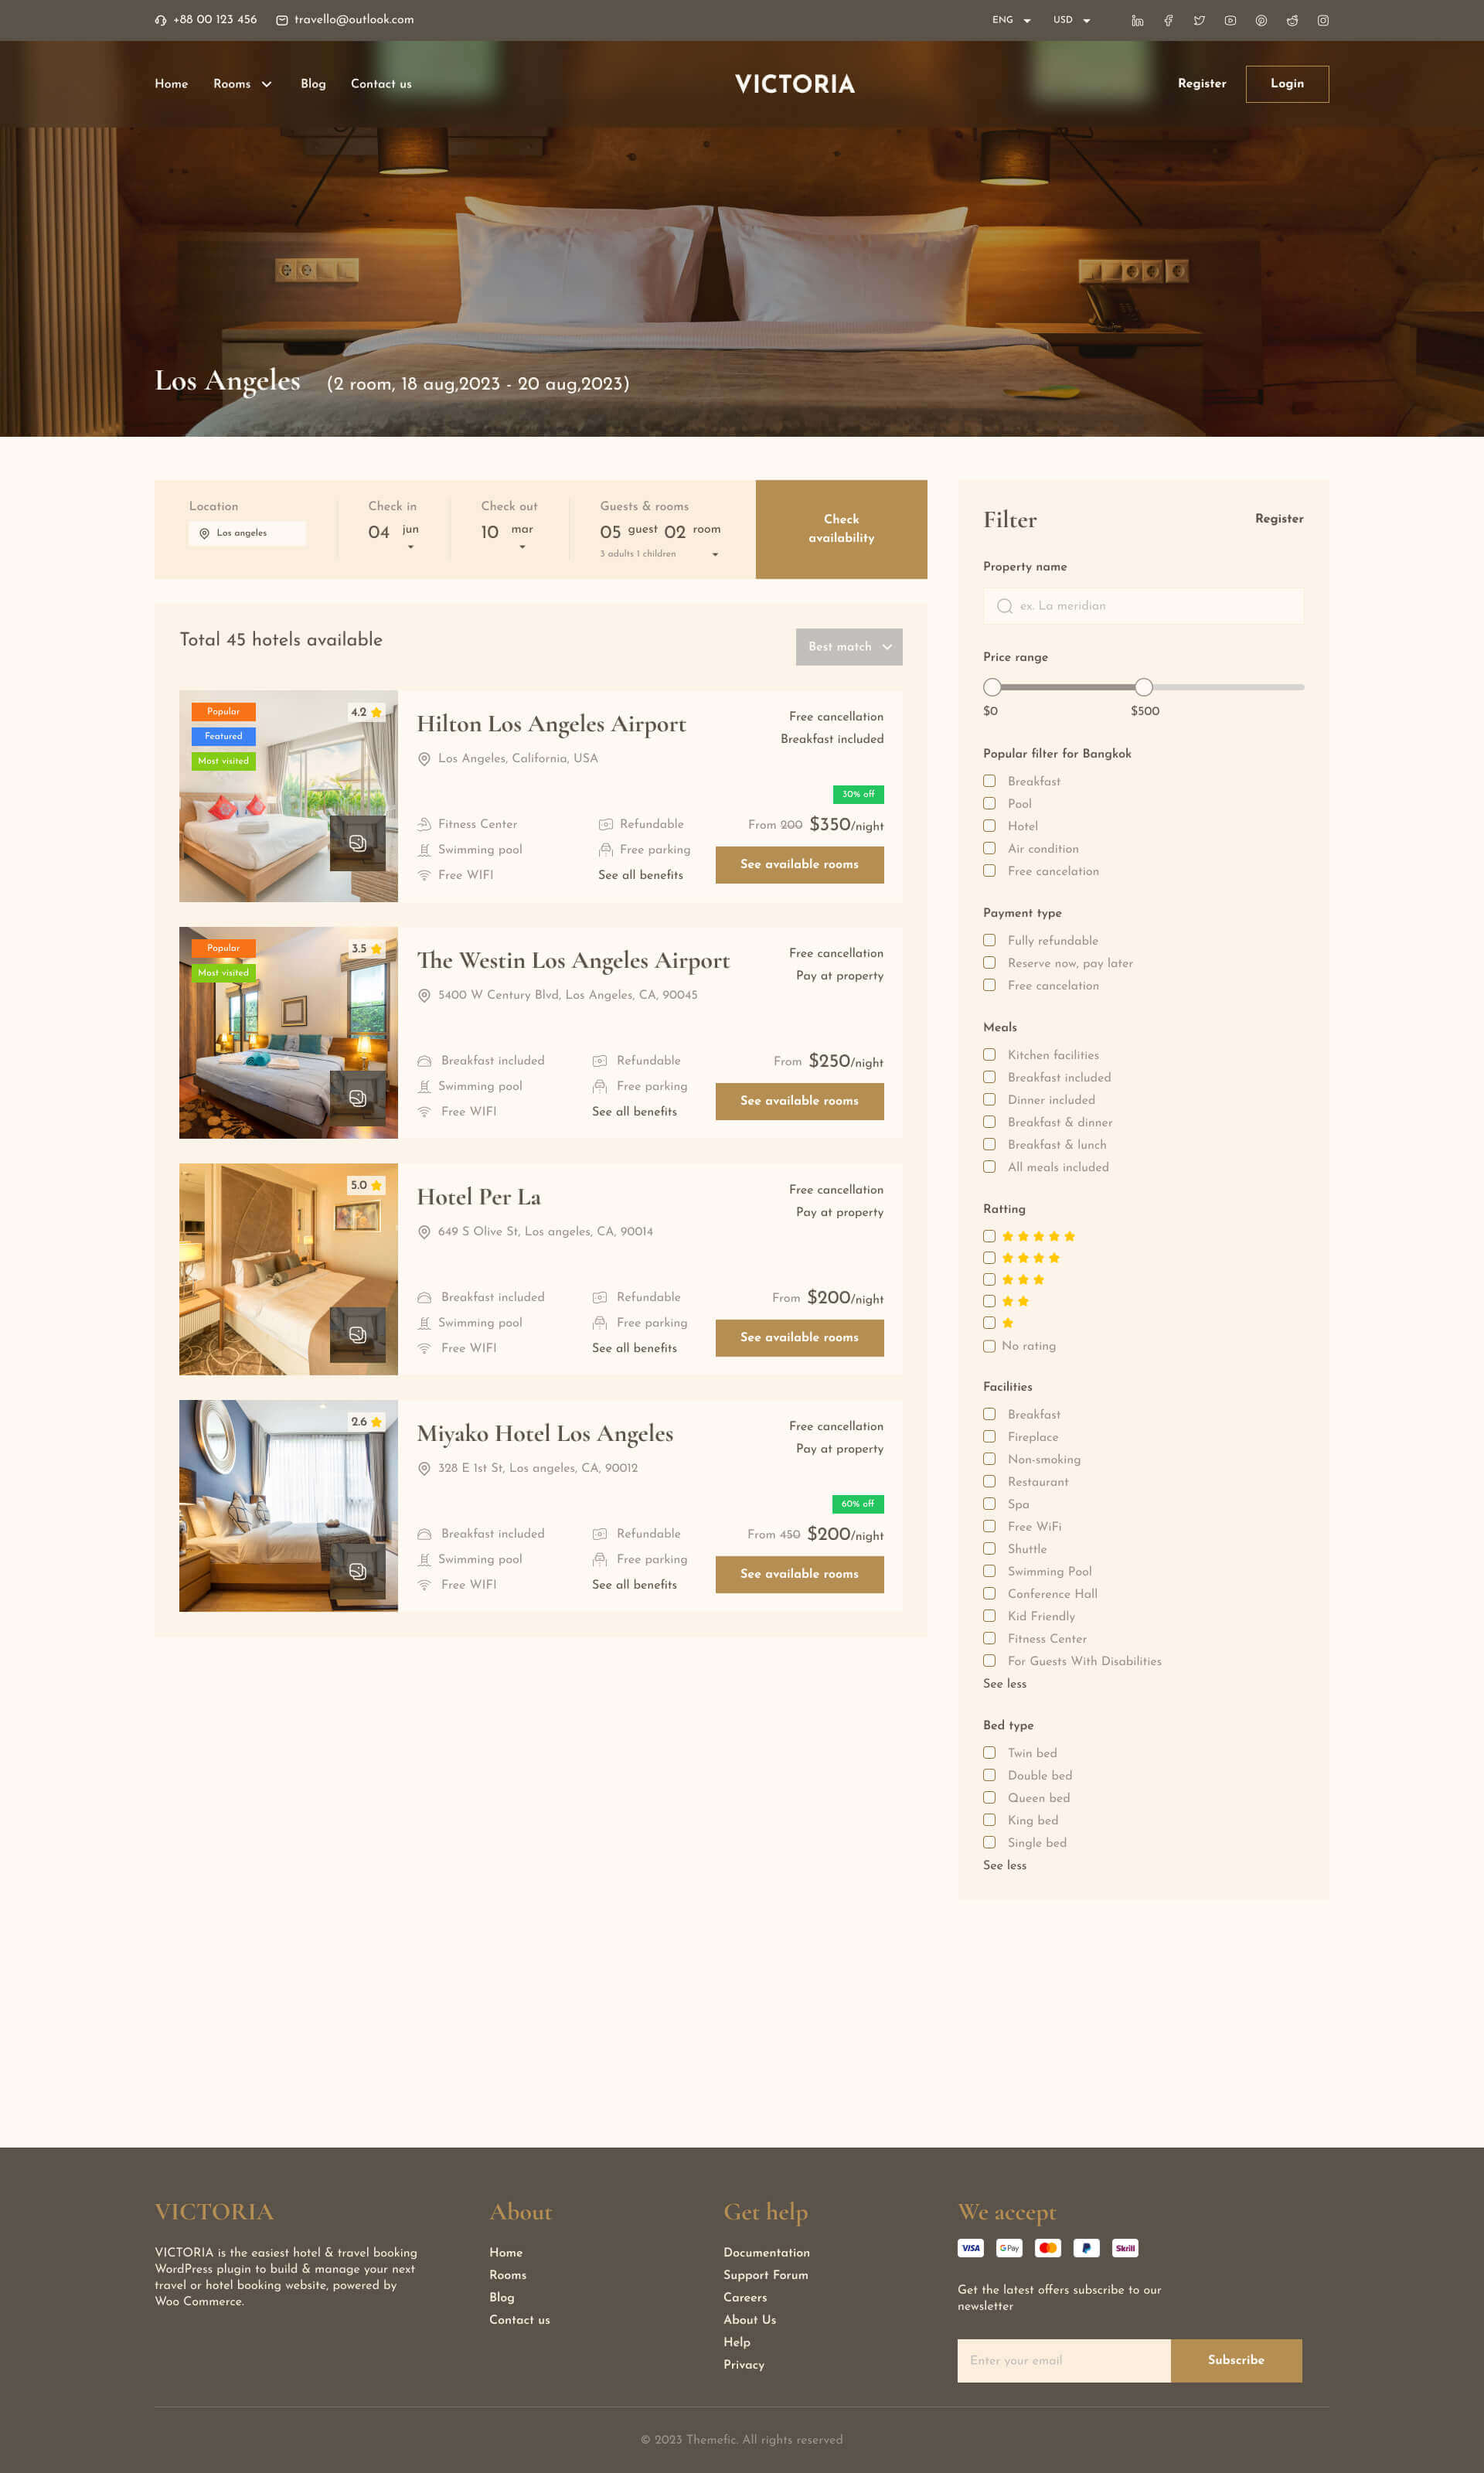 +88 00 123 456
travello@outlook.com
ENG
USD
Home
Rooms
Blog
Contact us
VICTORIA
Register
Login
Los Angeles
(2 room, 18 aug,2023 - 20 aug,2023)
Location
Los angeles
Check in
04 jun
Check out
10 mar
Guests & rooms
05 guest 02 room
3 adults 1 children
Check
availability
Total 45 hotels available
Best match
Popular
Featured
Most visited
4.2
Hilton Los Angeles Airport
Los Angeles, California, USA
Free cancellation
Breakfast included
30% off
Fitness Center
Refundable
From 200 $350/night
Swimming pool
Free parking
Free WIFI
See all benefits
See available rooms
Popular
Most visited
3.5
The Westin Los Angeles Airport
5400 W Century Blvd, Los Angeles, CA, 90045
Free cancellation
Pay at property
Breakfast included
Refundable
From $250/night
Swimming pool
Free parking
Free WIFI
See all benefits
See available rooms
5.0
Hotel Per La
649 S Olive St, Los angeles, CA, 90014
Free cancellation
Pay at property
Breakfast included
Refundable
From $200/night
Swimming pool
Free parking
Free WIFI
See all benefits
See available rooms
2.6
Miyako Hotel Los Angeles
328 E 1st St, Los angeles, CA, 90012
Free cancellation
Pay at property
60% off
Breakfast included
Refundable
From 450 $200/night
Swimming pool
Free parking
Free WIFI
See all benefits
See available rooms
Filter
Register
Property name
ex. La meridian
Price range
$0
$500
Popular filter for Bangkok
Breakfast
Pool
Hotel
Air condition
Free cancelation
Payment type
Fully refundable
Reserve now, pay later
Free cancelation
Meals
Kitchen facilities
Breakfast included
Dinner included
Breakfast & dinner
Breakfast & lunch
All meals included
Ratting
No rating
Facilities
Breakfast
Fireplace
Non-smoking
Restaurant
Spa
Free WiFi
Shuttle
Swimming Pool
Conference Hall
Kid Friendly
Fitness Center
For Guests With Disabilities
See less
Bed type
Twin bed
Double bed
Queen bed
King bed
Single bed
See less
VICTORIA
VICTORIA is the easiest hotel & travel booking
WordPress plugin to build & manage your next
travel or hotel booking website, powered by
Woo Commerce.
About
Home
Rooms
Blog
Contact us
Get help
Documentation
Support Forum
Careers
About Us
Help
Privacy
We accept
VISA
G Pay
Skrill
Get the latest offers subscribe to our
newsletter
Enter your email
Subscribe
© 2023 Themefic. All rights reserved